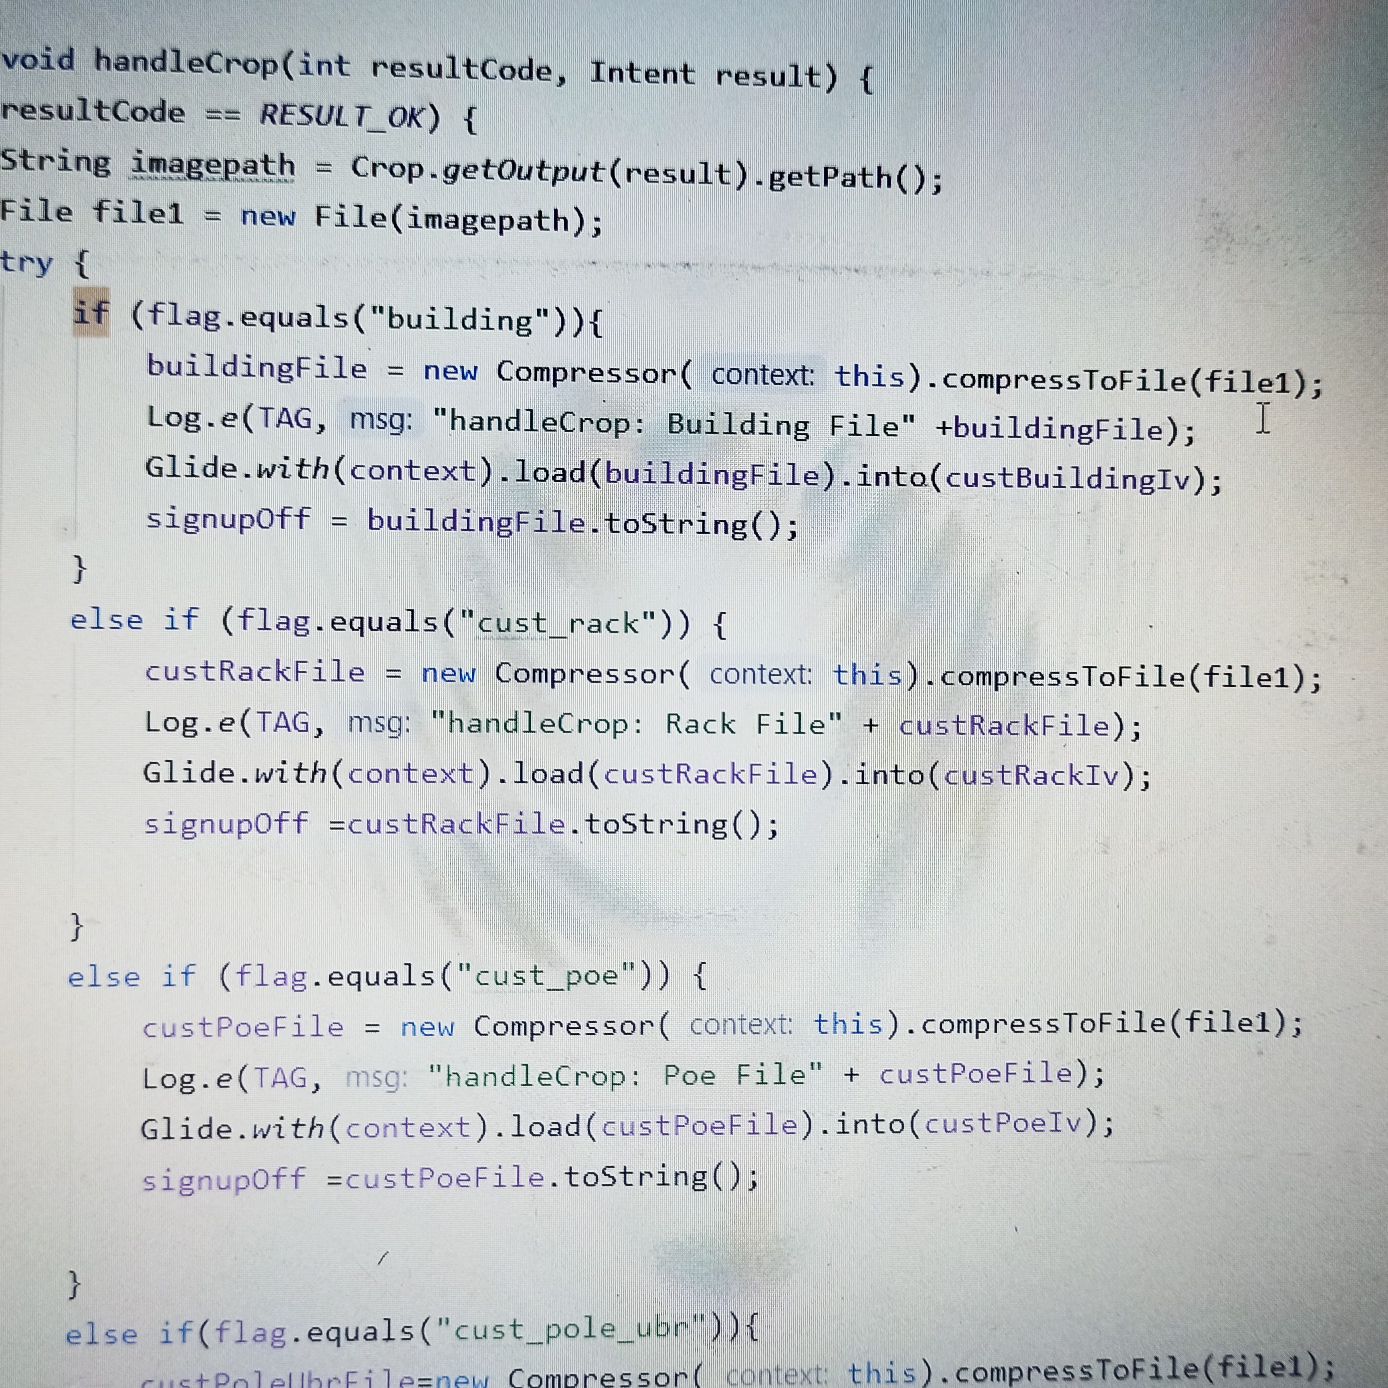 void handleCrop(int resultCode, Intent result) {
resultCode == RESULT_OK) {
String imagepath = Crop.getOutput(result).getPath();
File file1 = new File(imagepath);
try {
if (flag.equals("building")){
buildingFile = new Compressor( context: this).compressToFile(file1);
Log.e(TAG, msg: "handleCrop: Building File" +buildingFile);
Glide.with(context).load(buildingFile).into(custBuildingIv);
signupOff = buildingFile.toString();
}
else if (flag.equals("cust_rack")) {
custRackFile = new Compressor( context: this).compressToFile(file1);
Log.e(TAG, msg: "handleCrop: Rack File" + custRackFile);
Glide.with(context).load(custRackFile).into(custRackIv);
signupOff =custRackFile.toString();
}
else if (flag.equals("cust_poe")) {
custPoeFile = new Compressor( context: this).compressToFile(file1);
Log.e(TAG, msg: "handleCrop: Poe File" + custPoeFile);
Glide.with(context).load(custPoeFile).into(custPoeIv);
signupOff =custPoeFile.toString();
}
else if(flag.equals("cust_pole_ubr")){
custPoleUbrFile=new Compressor( context: this).compressToFile(file1);